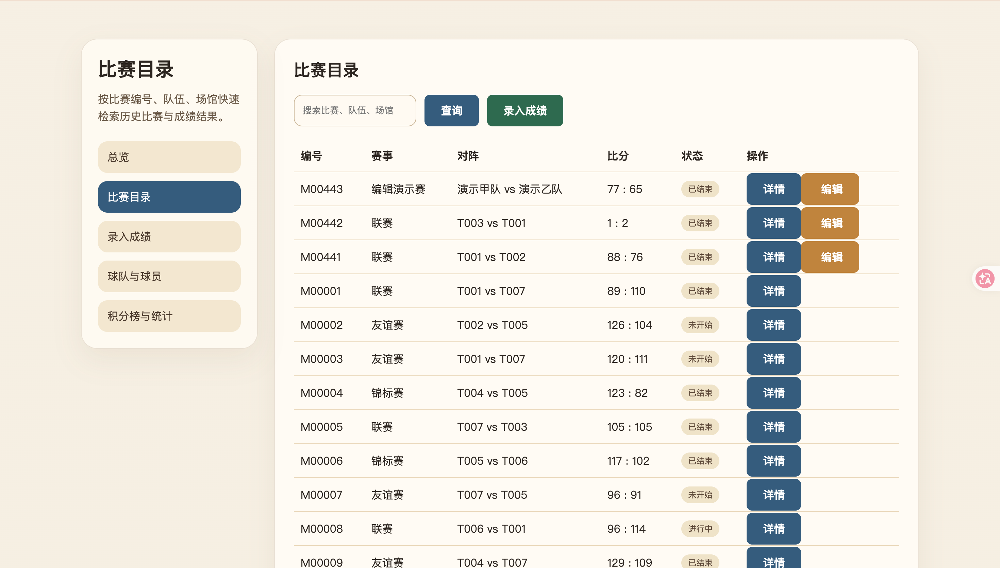 比赛目录
按比赛编号、队伍、场馆快速
检索历史比赛与成绩结果。
总览
比赛目录
录入成绩
球队与球员
积分榜与统计
比赛目录
搜索比赛、队伍、场馆 查询 录入成绩
编号 赛事 对阵 比分 状态 操作
M00443 编辑演示赛 演示甲队 vs 演示乙队 77 : 65 已结束 详情 编辑
M00442 联赛 T003 vs T001 1 : 2 已结束 详情 编辑
M00441 联赛 T001 vs T002 88 : 76 已结束 详情 编辑
M00001 联赛 T001 vs T007 89 : 110 已结束 详情
M00002 友谊赛 T002 vs T005 126 : 104 未开始 详情
M00003 友谊赛 T001 vs T007 120 : 111 未开始 详情
M00004 锦标赛 T004 vs T005 123 : 82 已结束 详情
M00005 联赛 T007 vs T003 105 : 105 已结束 详情
M00006 锦标赛 T005 vs T006 117 : 102 已结束 详情
M00007 友谊赛 T007 vs T005 96 : 91 未开始 详情
M00008 联赛 T006 vs T001 96 : 114 进行中 详情
M00009 友谊赛 T004 vs T007 129 : 109 已结束 详情